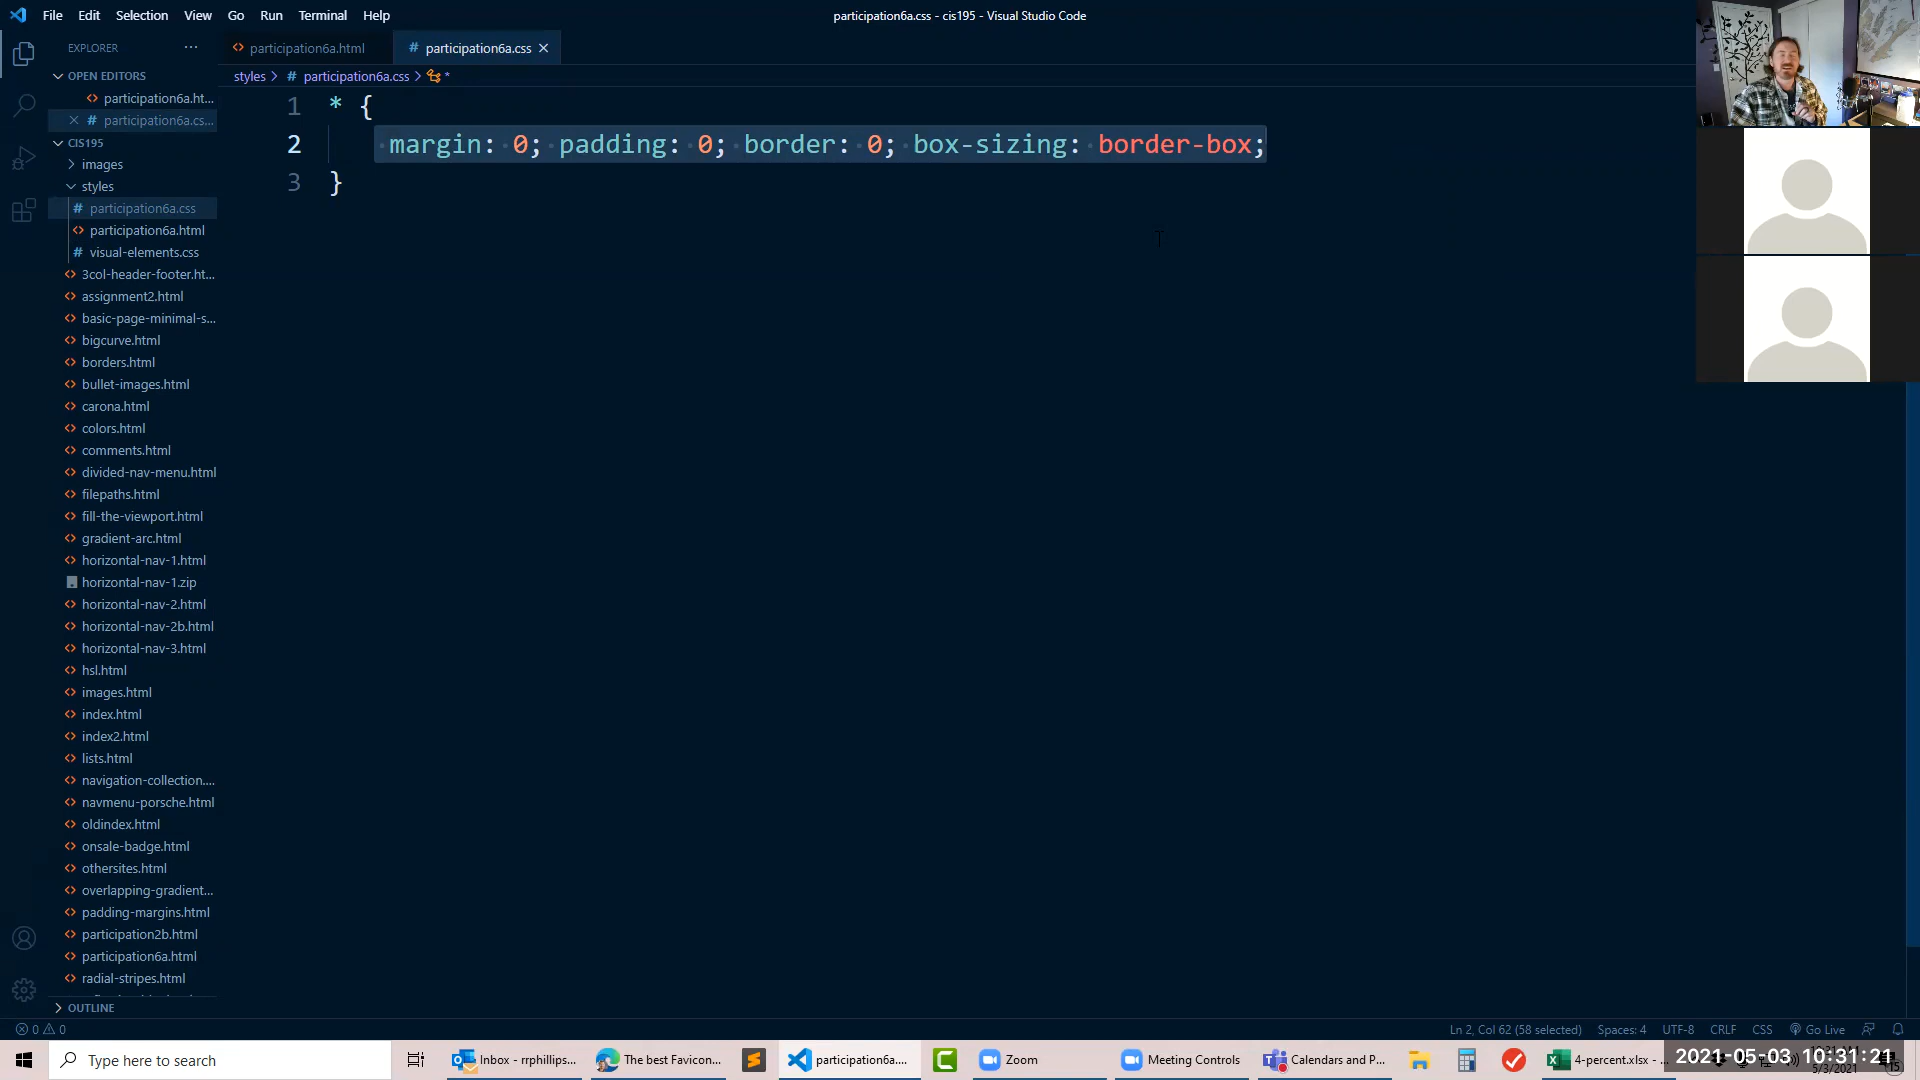 File Edit Selection View Go Run Terminal Help
participation6a.css - cis195 - Visual Studio Code
EXPLORER ···
participation6a.html
# participation6a.css
OPEN EDITORS
styles > # participation6a.css > *
participation6a.ht...
# participation6a.cs...
CIS195
images
styles
# participation6a.css
participation6a.html
# visual-elements.css
3col-header-footer.ht...
assignment2.html
basic-page-minimal-s...
bigcurve.html
borders.html
bullet-images.html
carona.html
colors.html
comments.html
divided-nav-menu.html
filepaths.html
fill-the-viewport.html
gradient-arc.html
horizontal-nav-1.html
horizontal-nav-1.zip
horizontal-nav-2.html
horizontal-nav-2b.html
horizontal-nav-3.html
hsl.html
images.html
index.html
index2.html
lists.html
navigation-collection....
navmenu-porsche.html
oldindex.html
onsale-badge.html
othersites.html
overlapping-gradient...
padding-margins.html
participation2b.html
participation6a.html
radial-stripes.html
OUTLINE
1 * {
2 margin: 0; padding: 0; border: 0; box-sizing: border-box;
3 }
0 0
Ln 2, Col 62 (58 selected) Spaces: 4 UTF-8 CRLF CSS Go Live
Type here to search
Inbox - rrphillips...
The best Favicon...
participation6a....
Zoom
Meeting Controls
Calendars and P...
4-percent.xlsx - ...
2021-05-03 10:31:21
5/3/2021
15